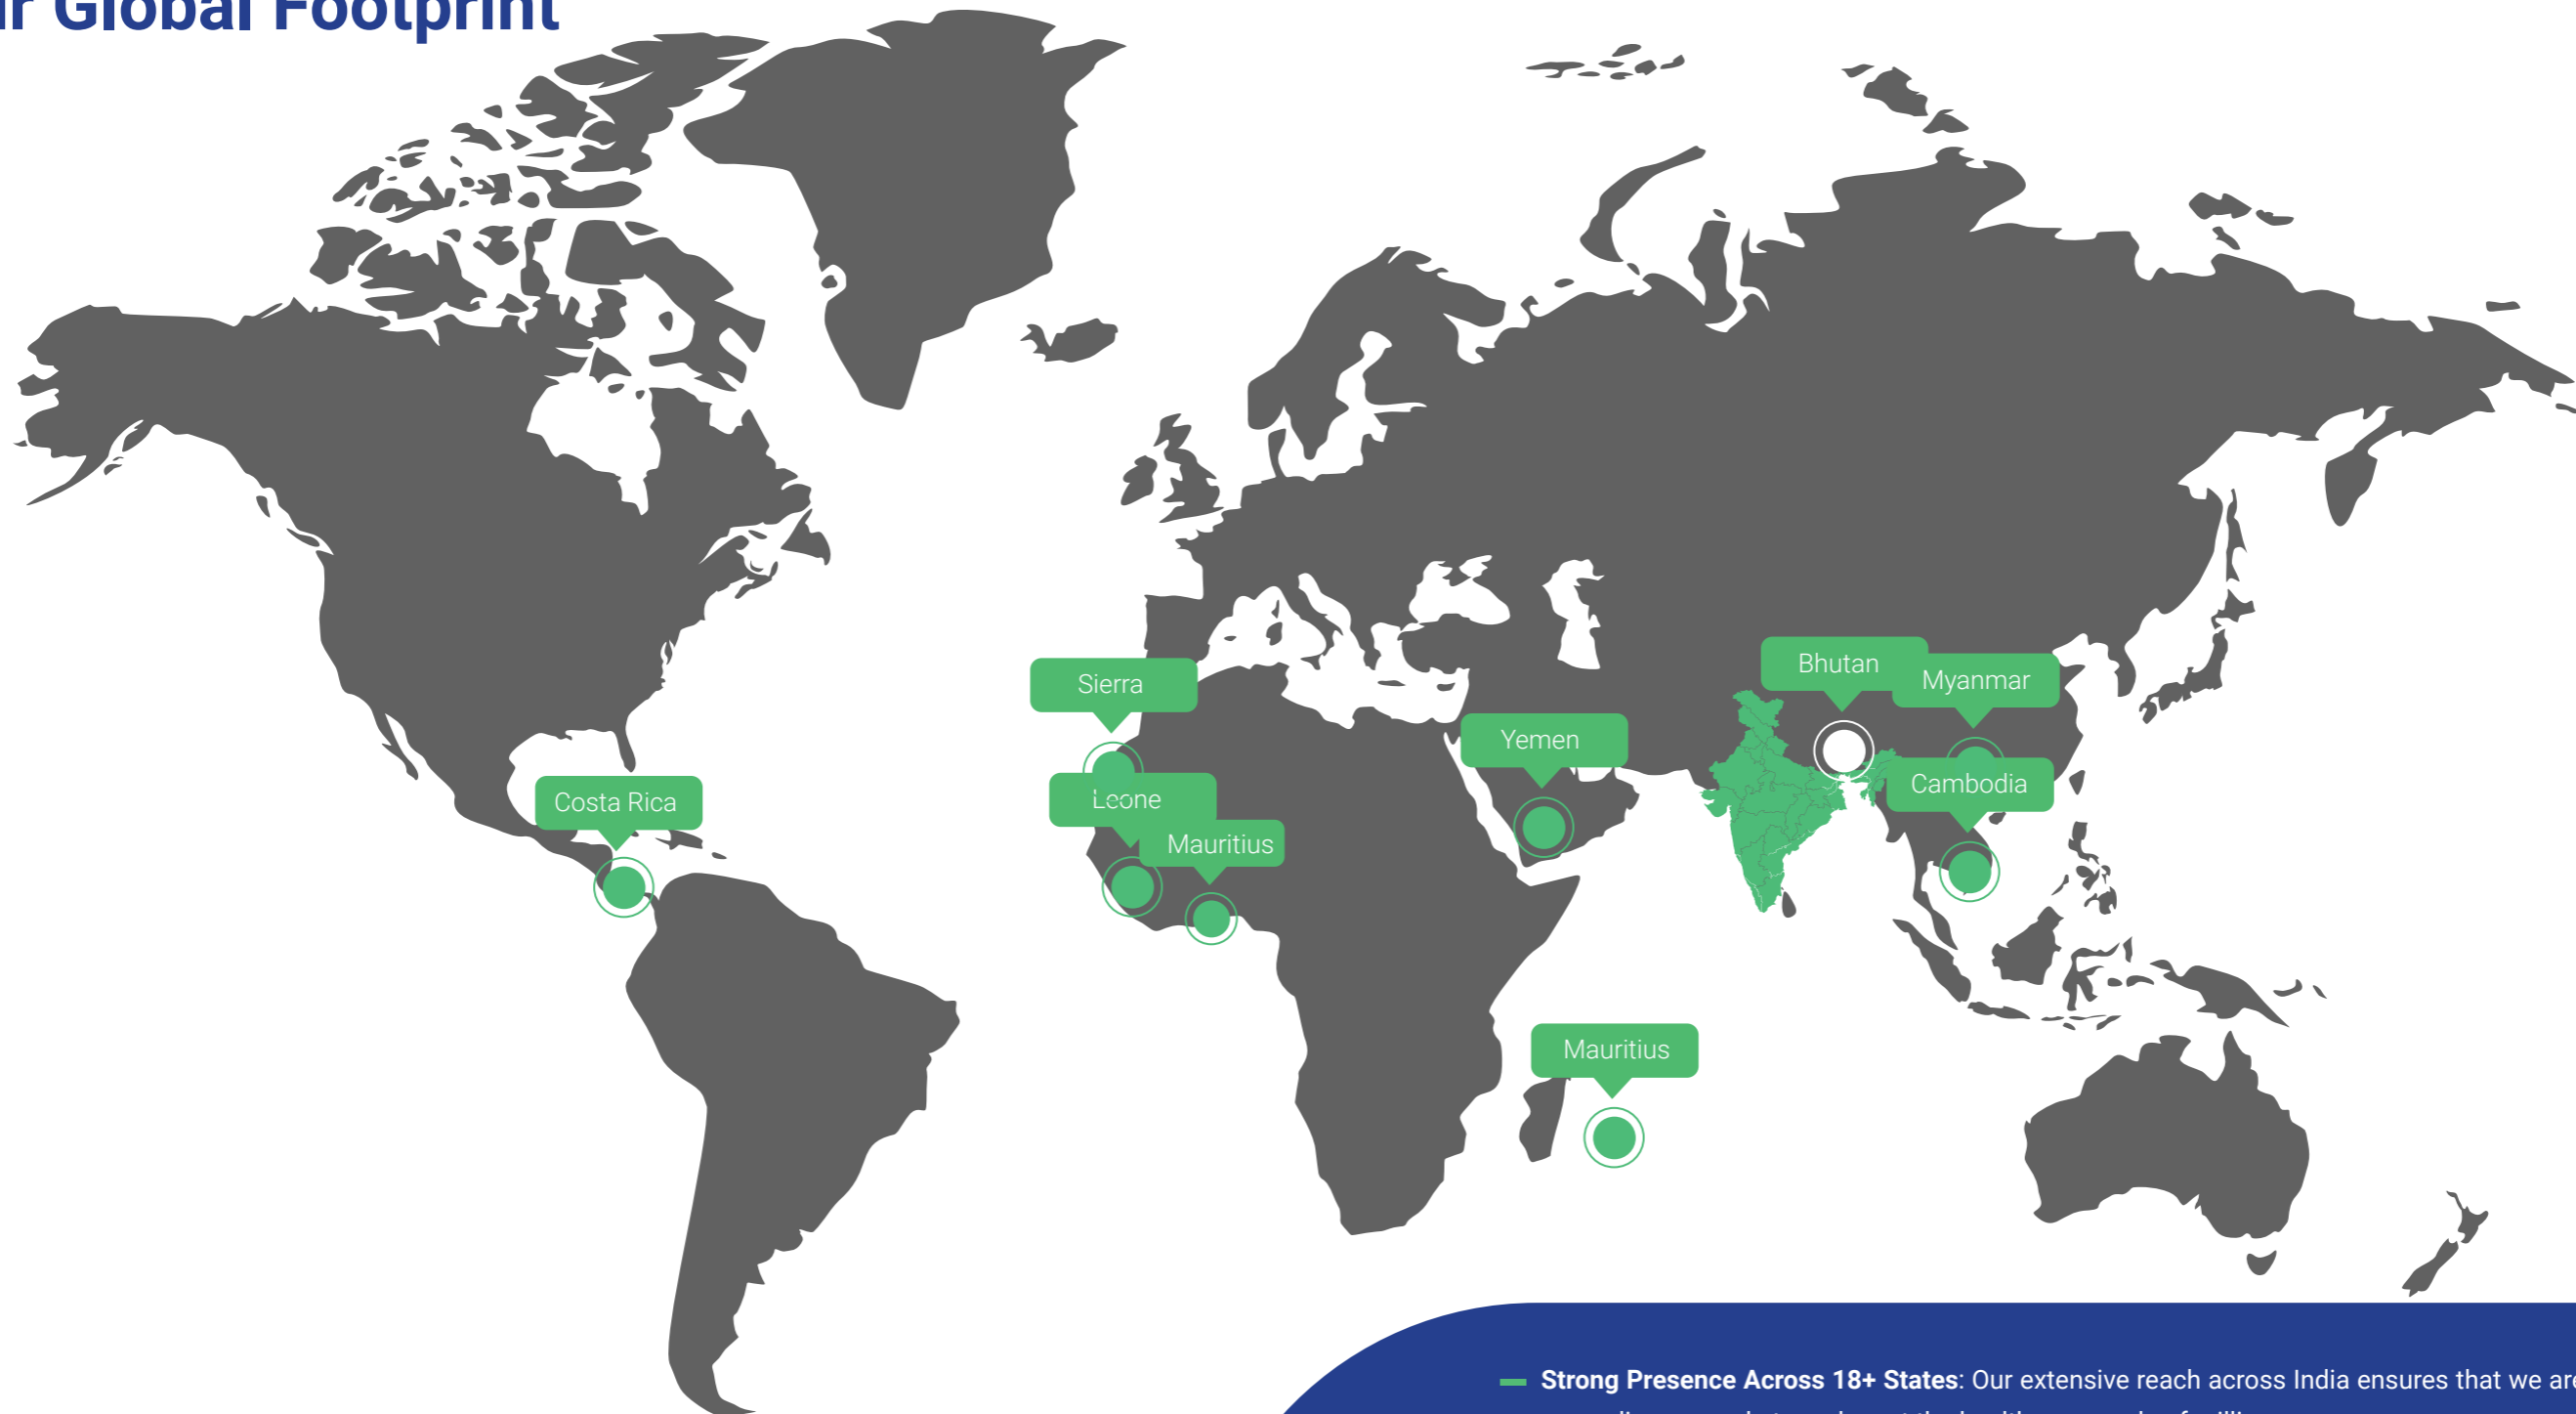 Global Footprint
Bhutan
Sierra
Myanmar
Yemen
Cambodia
Costa Rica
Leone
Mauritius
Mauritius
Strong Presence Across 18+ States: Our extensive reach across India ensures that we are